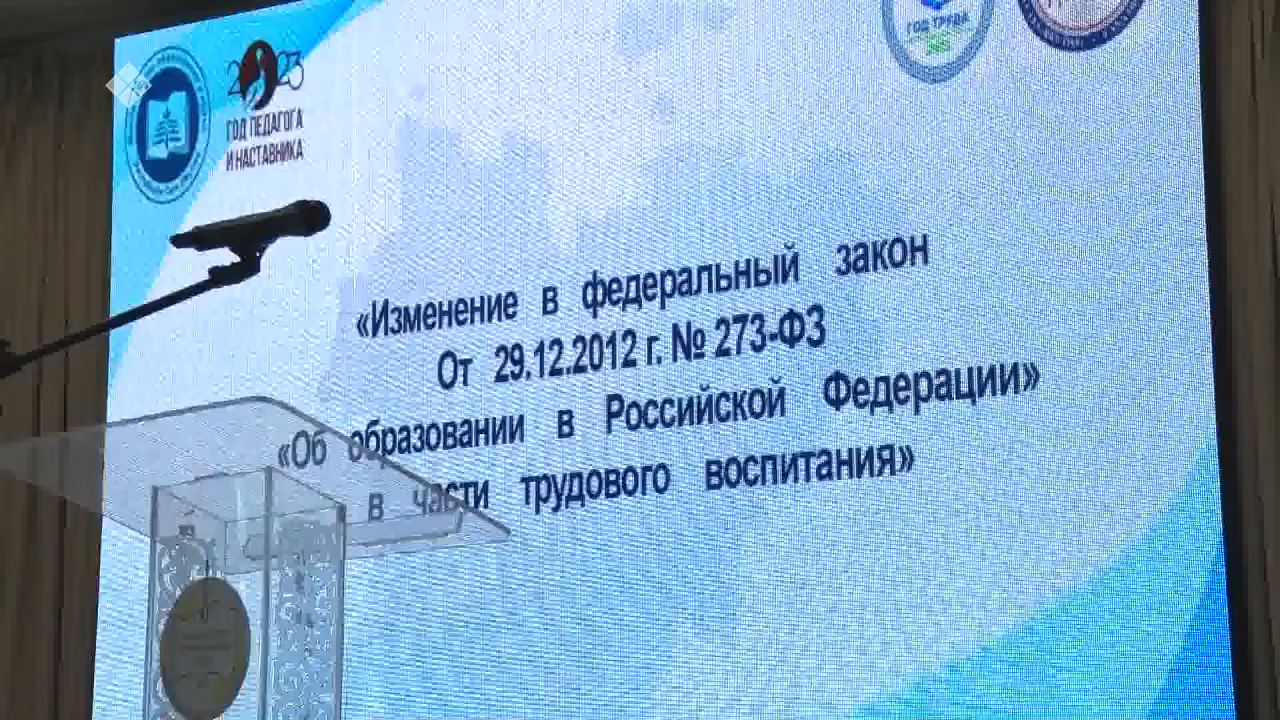 2023
ГОД ПЕДАГОГА
И НАСТАВНИКА
ГОД ТРУДА
«Изменение в федеральный закон
От 29.12.2012 г. № 273-ФЗ
«Об образовании в Российской Федерации»
в части трудового воспитания»